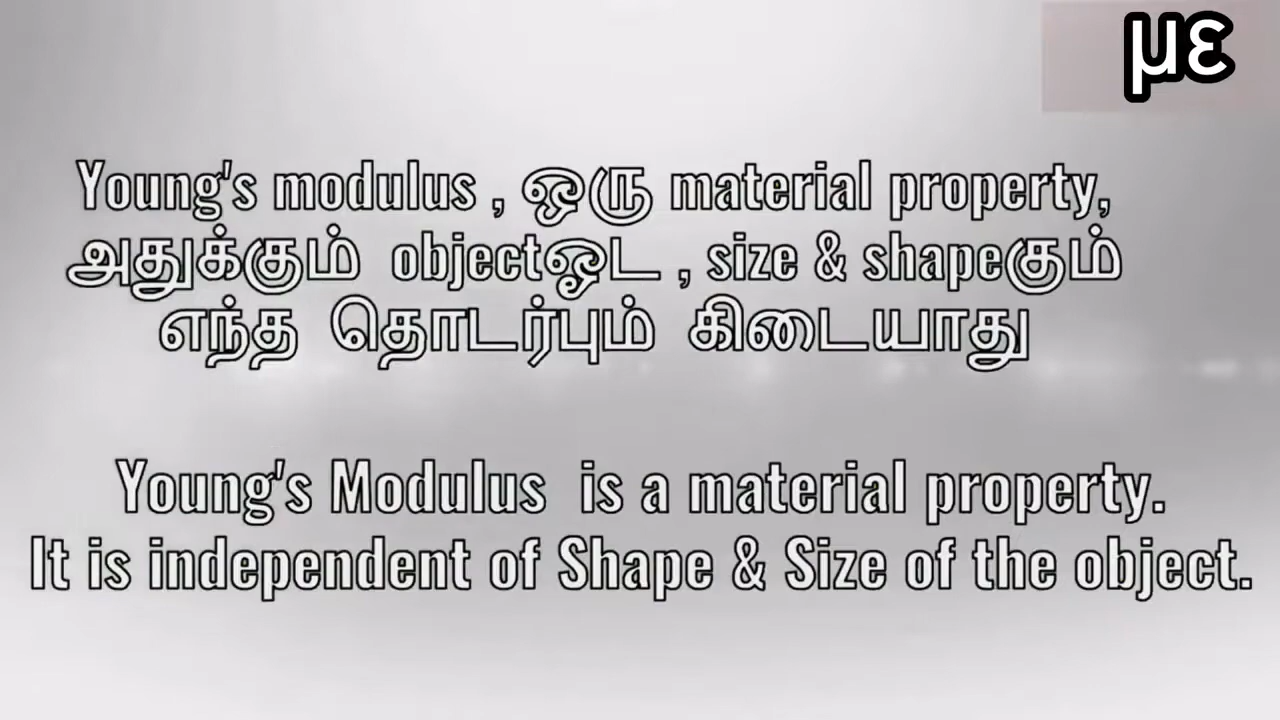 με
Young's modulus , ஒரு material property,
அதுக்கும் objectஓட , size & shapeகும்
எந்த தொடர்பும் கிடையாது
Young's Modulus is a material property.
It is independent of Shape & Size of the object.